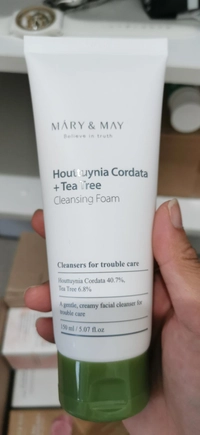 MARY & MAY
Believe in truth
Houttuynia Cordata
+ Tea Tree
Cleansing Foam
Cleansers for trouble care
Houttuynia Cordata 40.7%,
Tea Tree 6.8%
A gentle, creamy facial cleanser for
trouble care
150 ml / 5.07 fl.oz